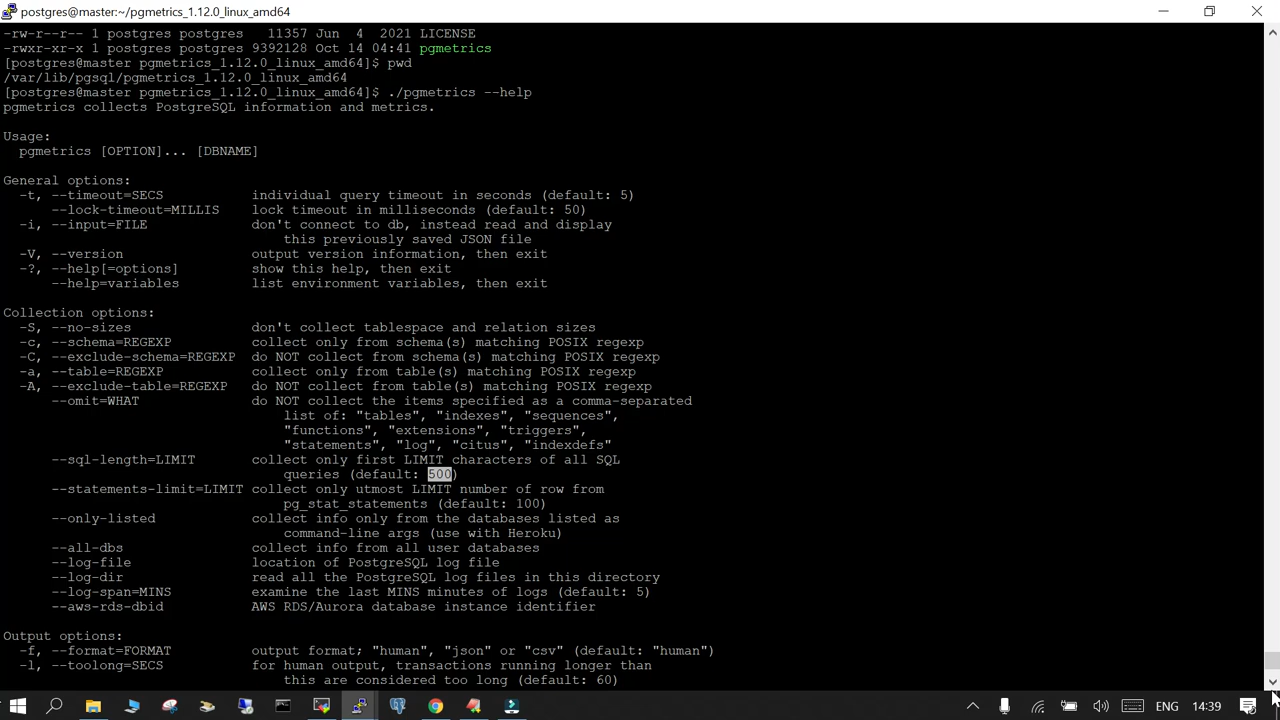 postgres@master:~/pgmetrics_1.12.0_linux_amd64
-rw-r--r-- 1 postgres postgres   11357 Jun  4  2021 LICENSE
-rwxr-xr-x 1 postgres postgres 9392128 Oct 14 04:41 pgmetrics
[postgres@master pgmetrics_1.12.0_linux_amd64]$ pwd
/var/lib/pgsql/pgmetrics_1.12.0_linux_amd64
[postgres@master pgmetrics_1.12.0_linux_amd64]$ ./pgmetrics --help
pgmetrics collects PostgreSQL information and metrics.
Usage:
  pgmetrics [OPTION]... [DBNAME]
General options:
  -t, --timeout=SECS           individual query timeout in seconds (default: 5)
      --lock-timeout=MILLIS    lock timeout in milliseconds (default: 50)
  -i, --input=FILE             don't connect to db, instead read and display
                                   this previously saved JSON file
  -V, --version                output version information, then exit
  -?, --help[=options]         show this help, then exit
      --help=variables         list environment variables, then exit
Collection options:
  -S, --no-sizes               don't collect tablespace and relation sizes
  -c, --schema=REGEXP          collect only from schema(s) matching POSIX regexp
  -C, --exclude-schema=REGEXP  do NOT collect from schema(s) matching POSIX regexp
  -a, --table=REGEXP           collect only from table(s) matching POSIX regexp
  -A, --exclude-table=REGEXP   do NOT collect from table(s) matching POSIX regexp
      --omit=WHAT              do NOT collect the items specified as a comma-separated
                                   list of: "tables", "indexes", "sequences",
                                   "functions", "extensions", "triggers",
                                   "statements", "log", "citus", "indexdefs"
      --sql-length=LIMIT       collect only first LIMIT characters of all SQL
                                   queries (default: 500)
      --statements-limit=LIMIT collect only utmost LIMIT number of row from
                                   pg_stat_statements (default: 100)
      --only-listed            collect info only from the databases listed as
                                   command-line args (use with Heroku)
      --all-dbs                collect info from all user databases
      --log-file               location of PostgreSQL log file
      --log-dir                read all the PostgreSQL log files in this directory
      --log-span=MINS          examine the last MINS minutes of logs (default: 5)
      --aws-rds-dbid           AWS RDS/Aurora database instance identifier
Output options:
  -f, --format=FORMAT          output format; "human", "json" or "csv" (default: "human")
  -l, --toolong=SECS           for human output, transactions running longer than
                                   this are considered too long (default: 60)
ENG 14:39